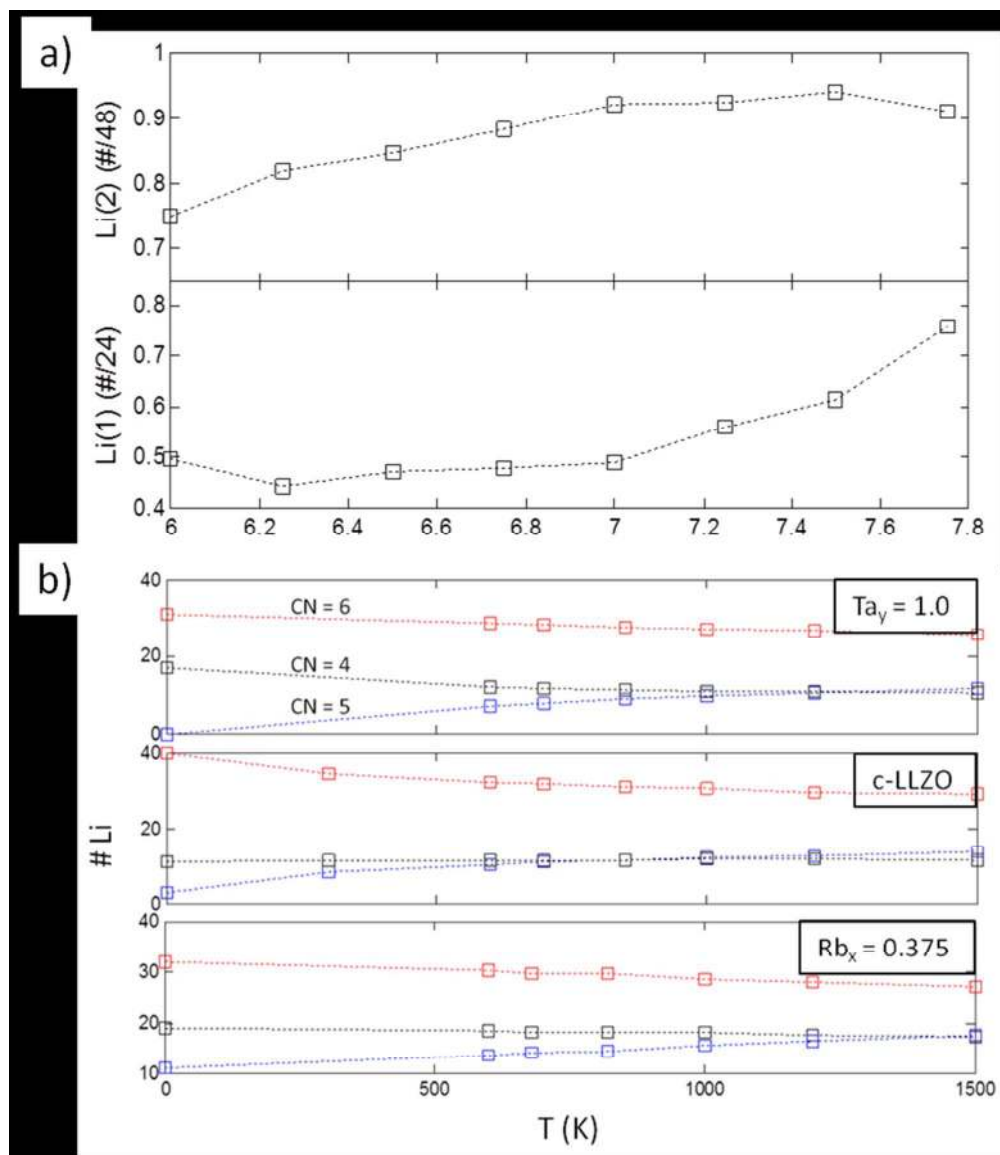 a)
1
0.9
0.8
0.7
Li(2) (#/48)
0.8
0.7
0.6
0.5
0.4
Li(1) (#/24)
6 6.2 6.4 6.6 6.8 7 7.2 7.4 7.6 7.8
b)
40
20
0
CN = 6
CN = 4
CN = 5
Ta_y = 1.0
40
20
0
c-LLZO
# Li
40
30
20
10
Rb_x = 0.375
0 500 1000 1500
T (K)